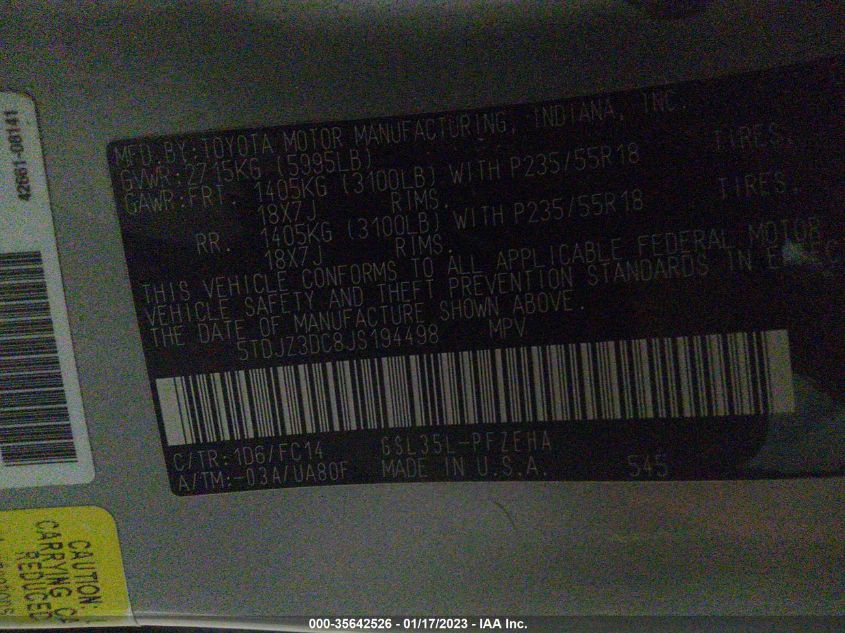 42661-08141
MFD.BY:TOYOTA MOTOR MANUFACTURING, INDIANA, INC.
GVWR:2715KG (5995LB)
GAWR:FRT. 1405KG (3100LB) WITH P235/55R18 TIRES,
18X7J RIMS.
RR. 1405KG (3100LB) WITH P235/55R18 TIRES,
18X7J RIMS.
THIS VEHICLE CONFORMS TO ALL APPLICABLE FEDERAL MOTOR
VEHICLE SAFETY AND THEFT PREVENTION STANDARDS IN
THE DATE OF MANUFACTURE SHOWN ABOVE.
5TDJZ3DC8JS194498 MPV
C/TR:1D6/FC14 GSL35L-PFZEHA
A/TM:-03A/UA80F MADE IN U.S.A. 545
CAUTION
CARRYING
REDUCED
000-35642526 - 01/17/2023 - IAA Inc.